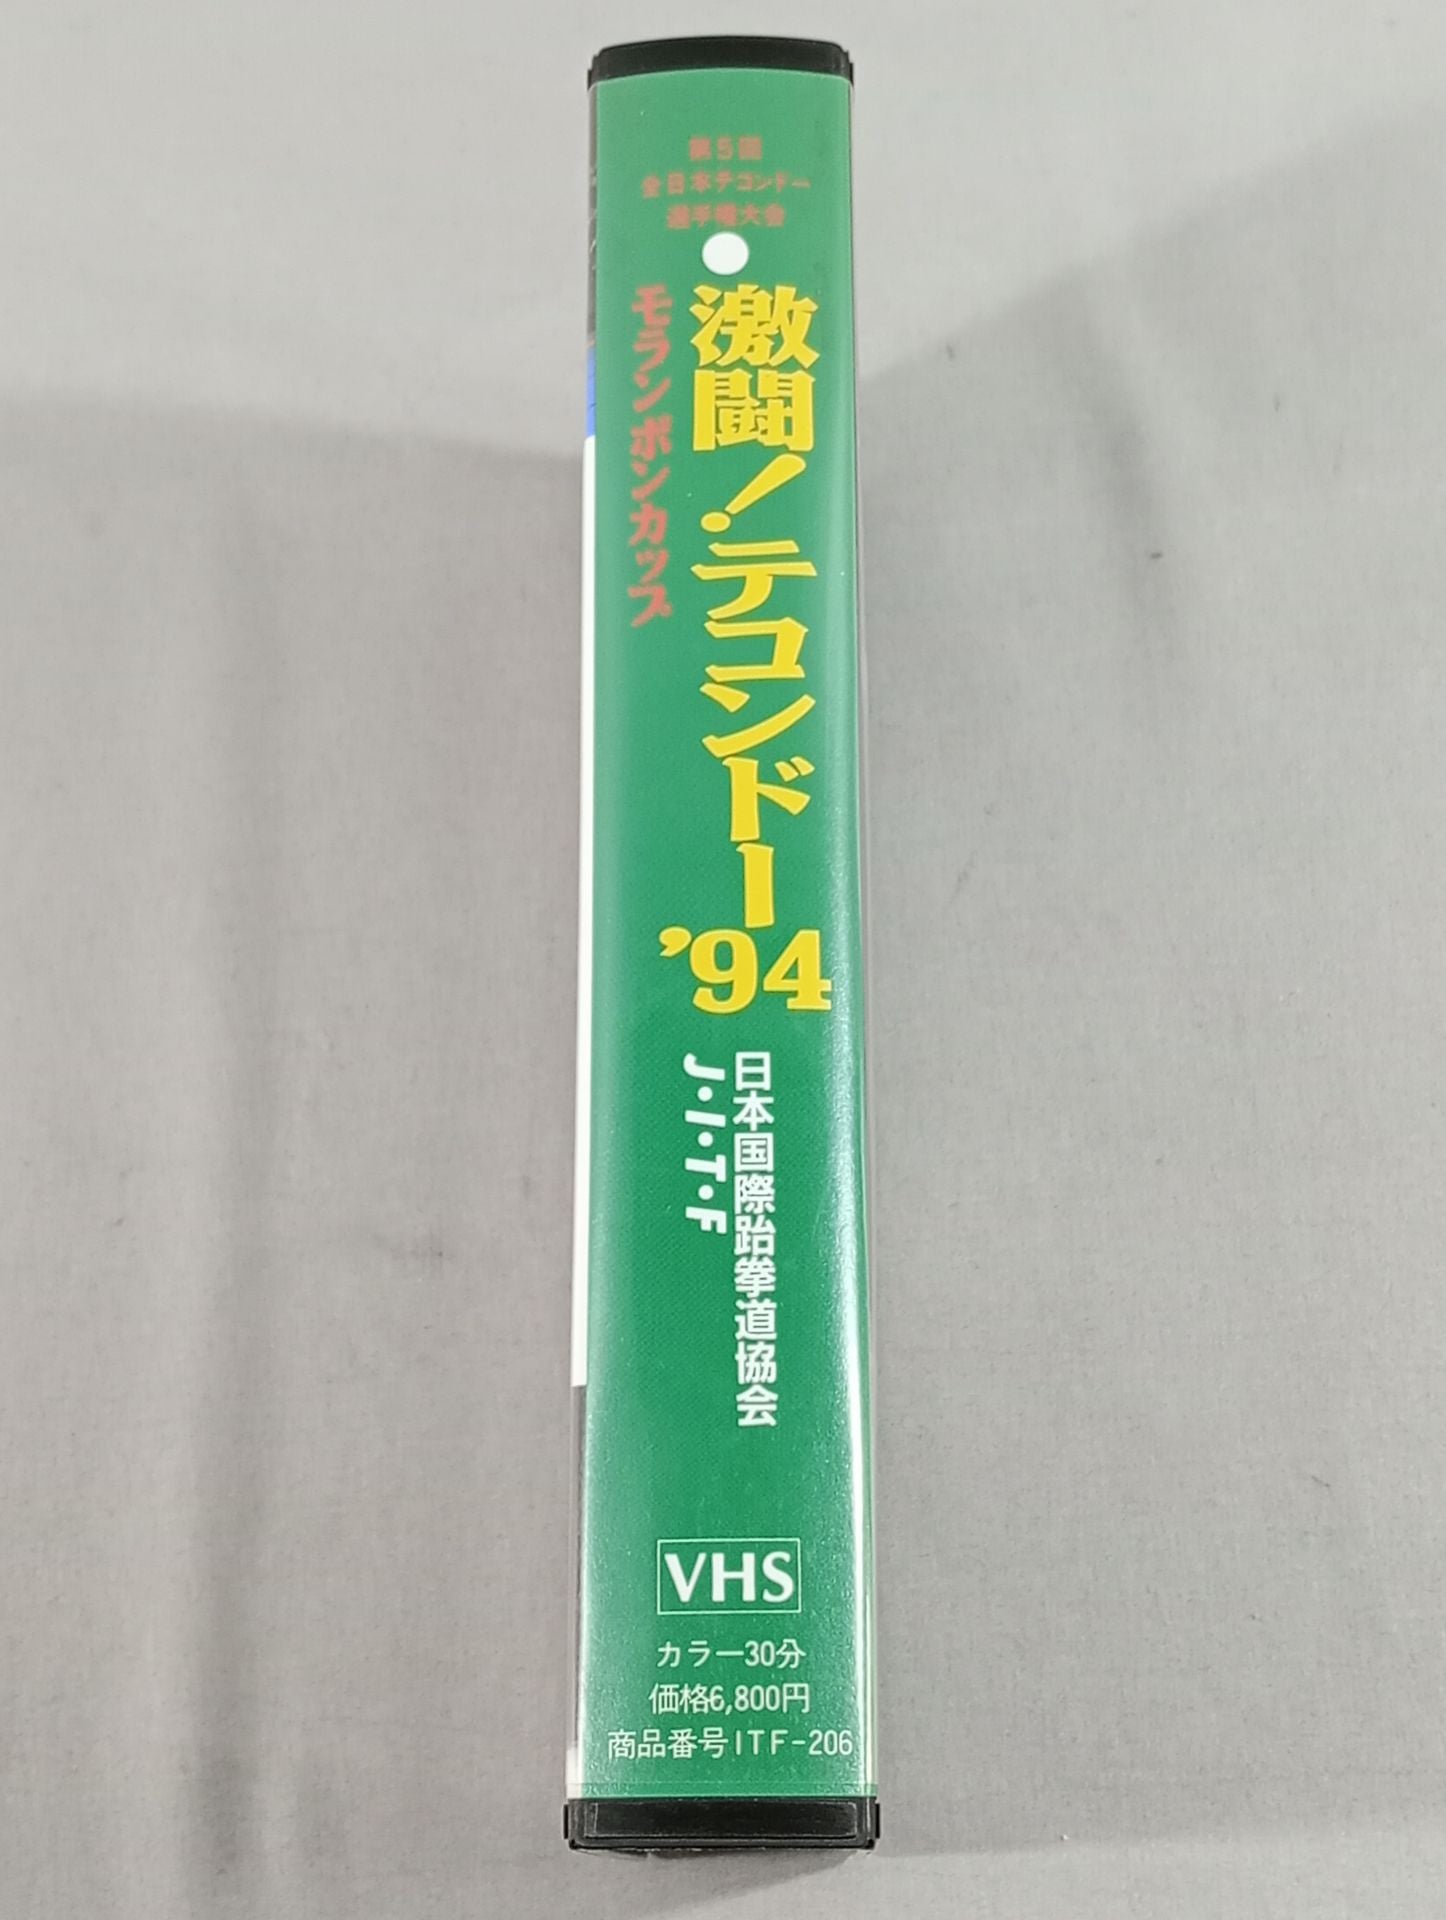 第5回
全日本テコンドー
選手権大会
激闘！テコンドー
'94
モランボンカップ
日本国際跆拳道協会
J・I・T・F
VHS
カラー30分
価格6,800円
商品番号ITF-206